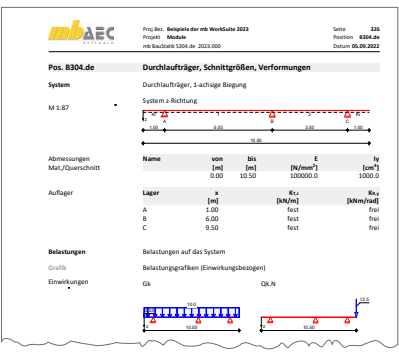 mb AEC
Software
Proj.Bez. Beispiele der mb WorkSuite 2023 Seite 326
Projekt Module Position B304.de
mb BauStatik S304.de 2023.000 Datum 05.09.2022
Pos. B304.de Durchlaufträger, Schnittgrößen, Verformungen
System Durchlaufträger, 1-achsige Biegung
M 1:87 System z-Richtung
z A B C
1.00 5.00 3.50 1.00
10.50
Abmessungen Name von bis E Iy
Mat./Querschnitt [m] [m] [N/mm²] [cm⁴]
0.00 10.50 100000.0 1000.0
Auflager Lager x KT,z KR,y
[m] [kN/m] [kNm/rad]
A 1.00 fest frei
B 6.00 fest frei
C 9.50 fest frei
Belastungen Belastungen auf das System
Grafik Belastungsgrafiken (Einwirkungsbezogen)
Einwirkungen Gk Qk.N
10.0 12.5
z 10.50 z 10.50